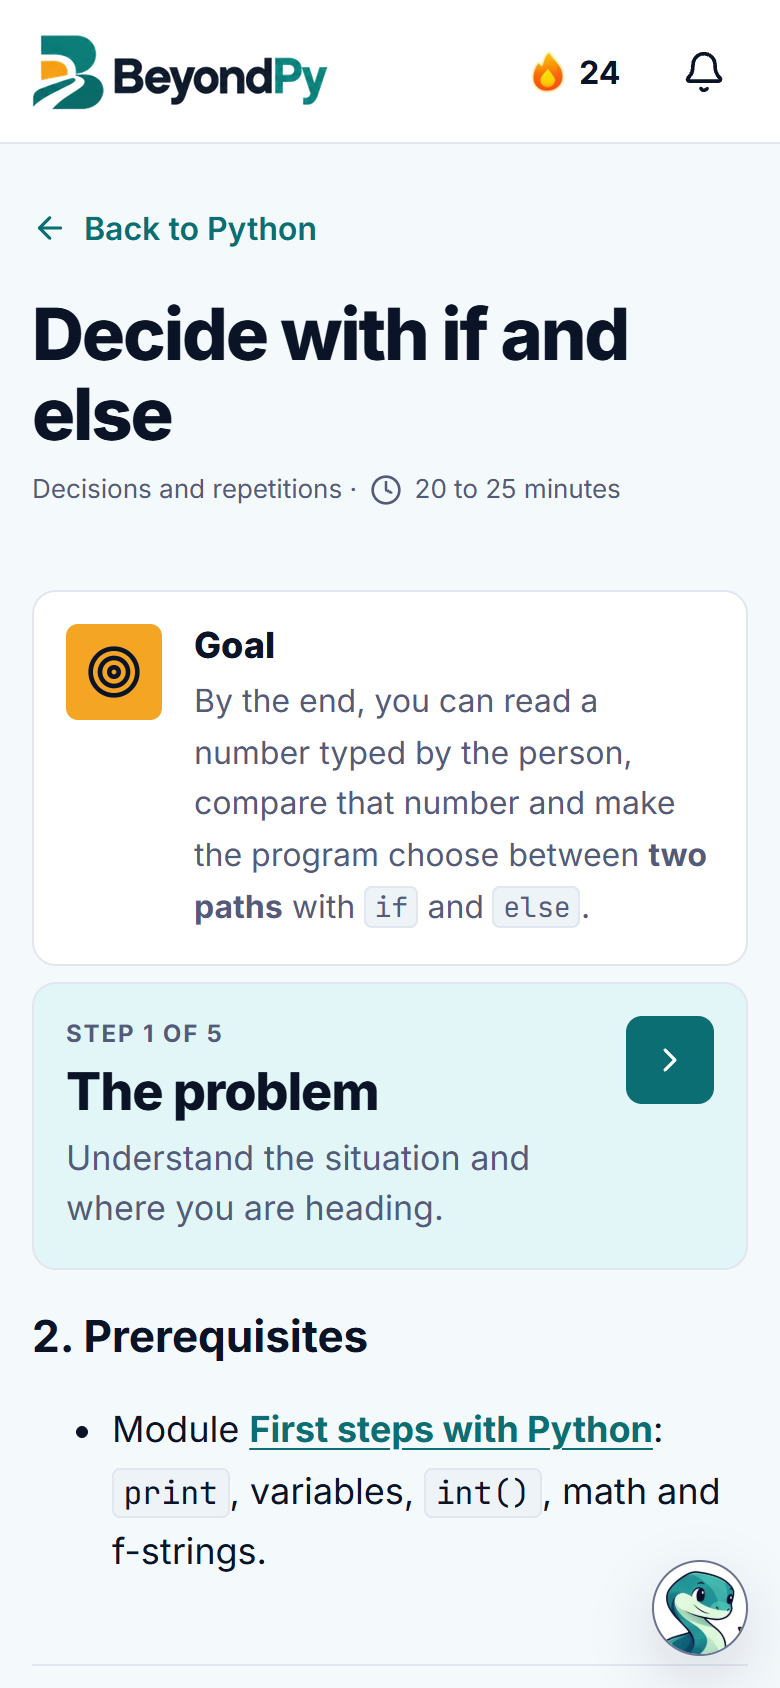 BeyondPy
24
Back to Python
Decide with if and
else
Decisions and repetitions · 20 to 25 minutes
Goal
By the end, you can read a
number typed by the person,
compare that number and make
the program choose between two
paths with if and else.
STEP 1 OF 5
The problem
Understand the situation and
where you are heading.
2. Prerequisites
• Module First steps with Python:
print, variables, int(), math and
f-strings.